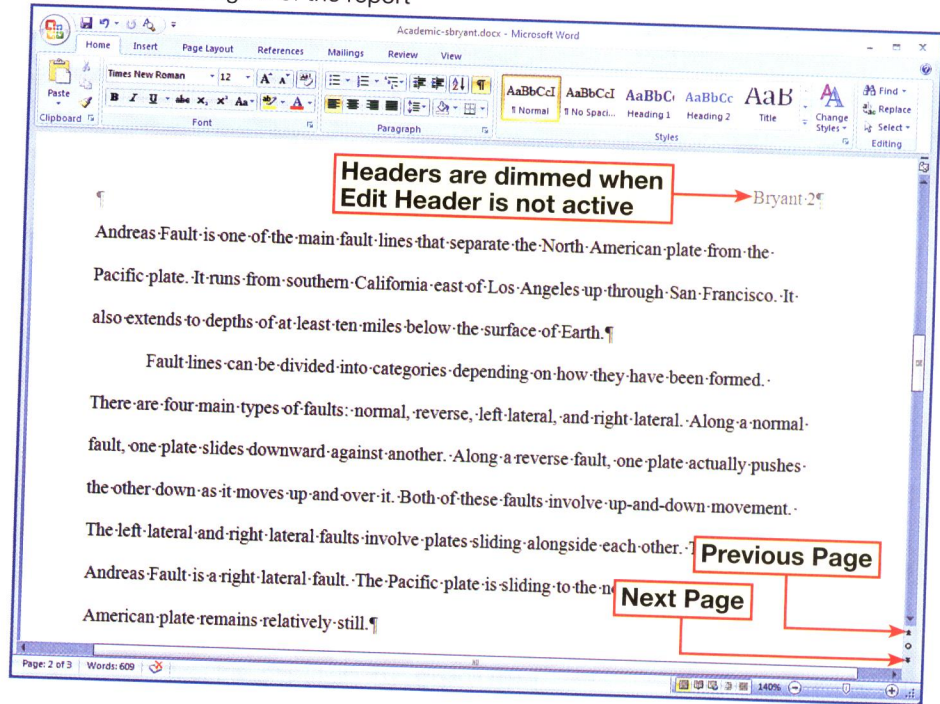 of the report
Academic-sbryant.docx - Microsoft Word
Home Insert Page Layout References Mailings Review View
Paste
Times New Roman 12 A A
B I U abe x₂ x² Aa A
AaBbCcI AaBbCcI AaBbC AaBbCc AaB
¶ Normal ¶ No Spaci... Heading 1 Heading 2 Title
Change Styles
Find
Replace
Select
Clipboard Font Paragraph Styles Editing
Headers are dimmed when
Edit Header is not active
¶ Bryant·2¶
Andreas·Fault·is·one·of·the·main·fault·lines·that·separate·the·North·American·plate·from·the·
Pacific·plate.·It·runs·from·southern·California·east·of·Los·Angeles·up·through·San·Francisco.··It·
also·extends·to·depths·of·at·least·ten·miles·below·the·surface·of·Earth.¶
Fault·lines·can·be·divided·into·categories·depending·on·how·they·have·been·formed.··
There·are·four·main·types·of·faults:·normal,·reverse,·left·lateral,·and·right·lateral.··Along·a·normal·
fault,·one·plate·slides·downward·against·another.··Along·a·reverse·fault,·one·plate·actually·pushes·
the·other·down·as·it·moves·up·and·over·it.··Both·of·these·faults·involve·up-and-down·movement.··
The·left·lateral·and·right·lateral·faults·involve·plates·sliding·alongside·each·other.··
Previous Page
Andreas·Fault·is·a·right·lateral·fault.··The·Pacific·plate·is·sliding·to·the·
Next Page
American·plate·remains·relatively·still.¶
Page: 2 of 3 Words: 609 140%